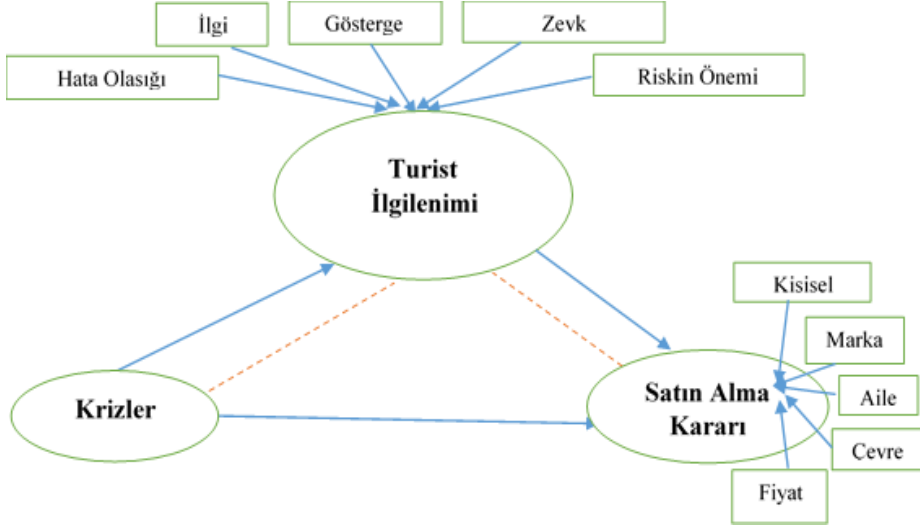 İlgi
Gösterge
Zevk
Hata Olasığı
Riskin Önemi
Turist
İlgilenimi
Kisisel
Marka
Krizler
Satın Alma
Kararı
Aile
Çevre
Fiyat